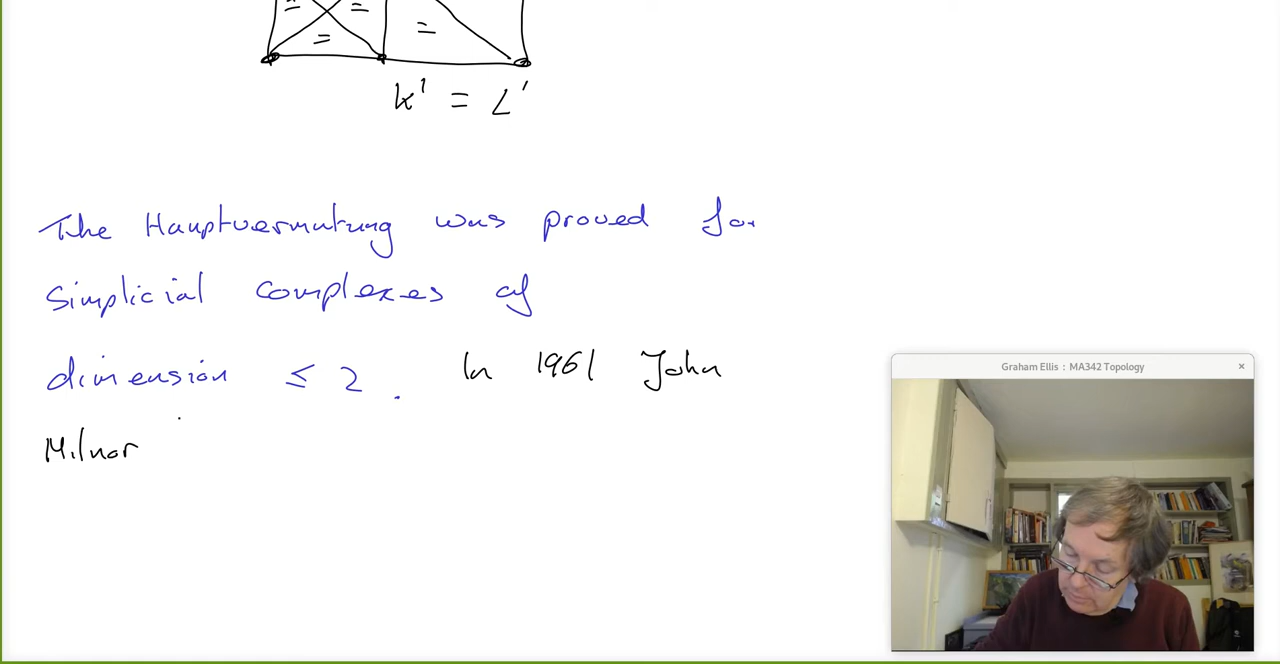 K' = L'
The Hauptvermutung was proved for
simplicial complexes of
dimension ≤ 2. In 1961 John
Milnor
Graham Ellis : MA342 Topology